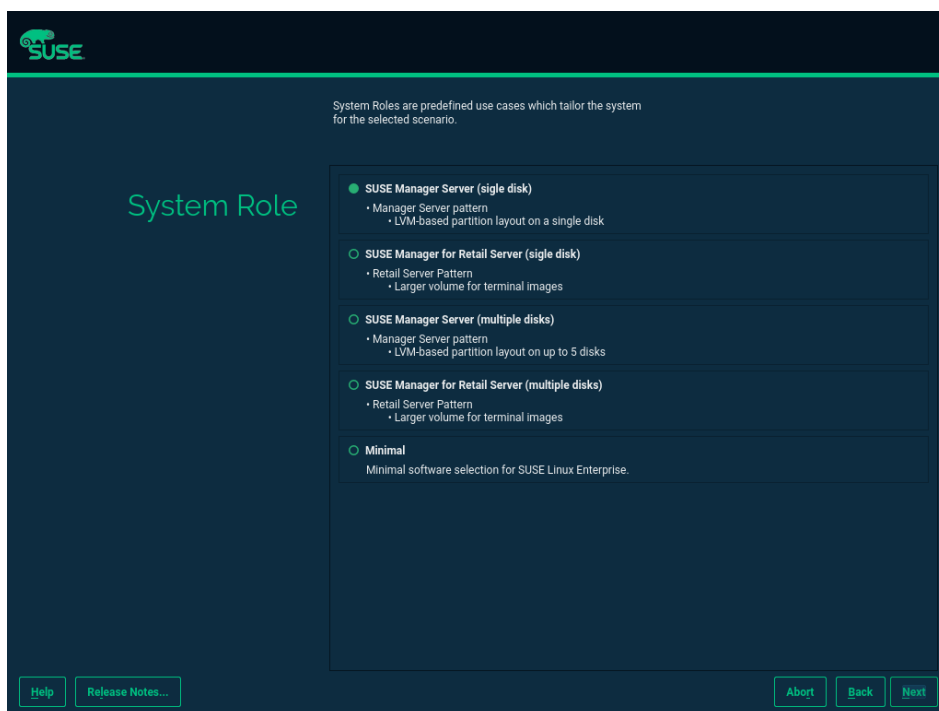 SUSE
System Roles are predefined use cases which tailor the system
for the selected scenario.
System Role
SUSE Manager Server (sigle disk)
• Manager Server pattern
• LVM-based partition layout on a single disk
SUSE Manager for Retail Server (sigle disk)
• Retail Server Pattern
• Larger volume for terminal images
SUSE Manager Server (multiple disks)
• Manager Server pattern
• LVM-based partition layout on up to 5 disks
SUSE Manager for Retail Server (multiple disks)
• Retail Server Pattern
• Larger volume for terminal images
Minimal
Minimal software selection for SUSE Linux Enterprise.
Help Release Notes... Abort Back Next